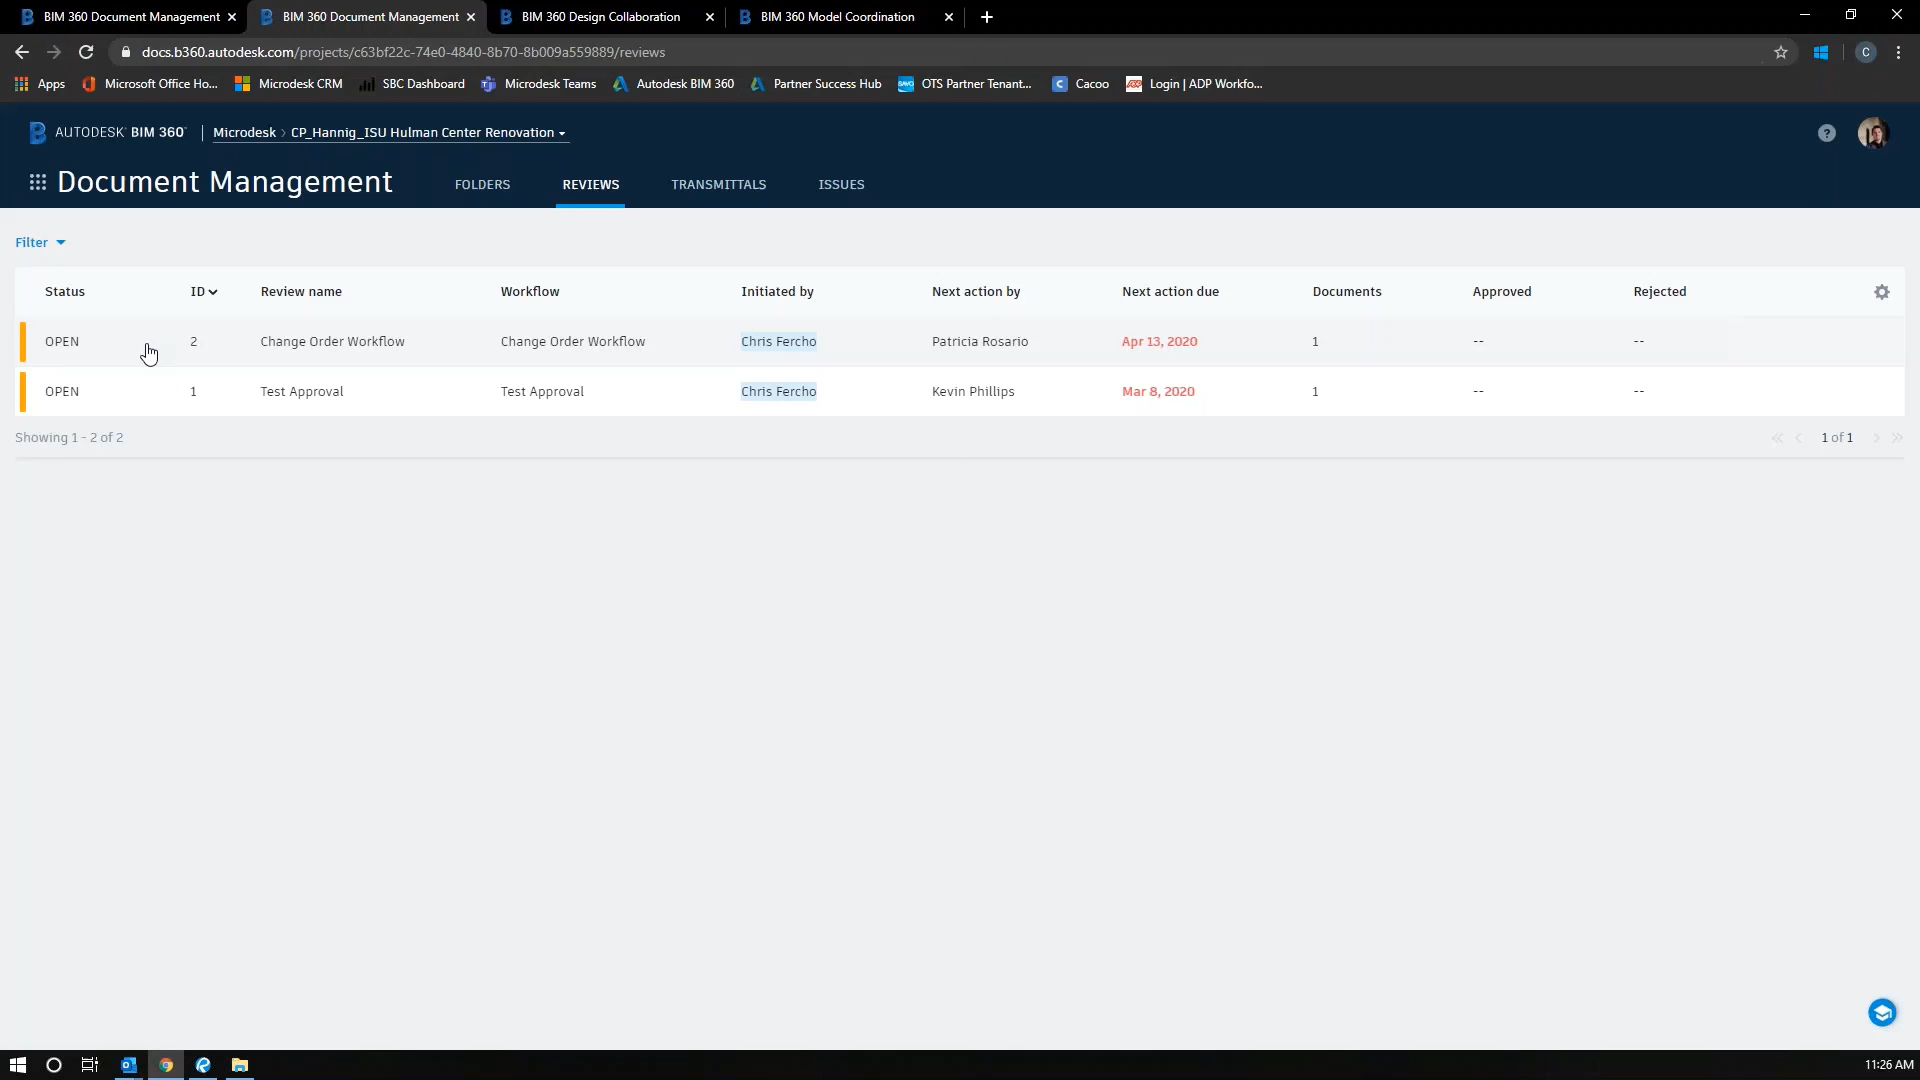 BIM 360 Document Management
BIM 360 Document Management
BIM 360 Design Collaboration
BIM 360 Model Coordination
docs.b360.autodesk.com/projects/c63bf22c-74e0-4840-8b70-8b009a559889/reviews
C
Apps
Microsoft Office Ho...
Microdesk CRM
SBC Dashboard
Microdesk Teams
Autodesk BIM 360
Partner Success Hub
OTS Partner Tenant...
Cacoo
Login | ADP Workfo...
AUTODESK BIM 360
Microdesk > CP_Hannig_ISU Hulman Center Renovation
?
Document Management
FOLDERS
REVIEWS
TRANSMITTALS
ISSUES
Filter
Status ID Review name Workflow Initiated by Next action by Next action due Documents Approved Rejected
OPEN 2 Change Order Workflow Change Order Workflow Chris Fercho Patricia Rosario Apr 13, 2020 1 -- --
OPEN 1 Test Approval Test Approval Chris Fercho Kevin Phillips Mar 8, 2020 1 -- --
Showing 1 - 2 of 2
1 of 1
11:26 AM